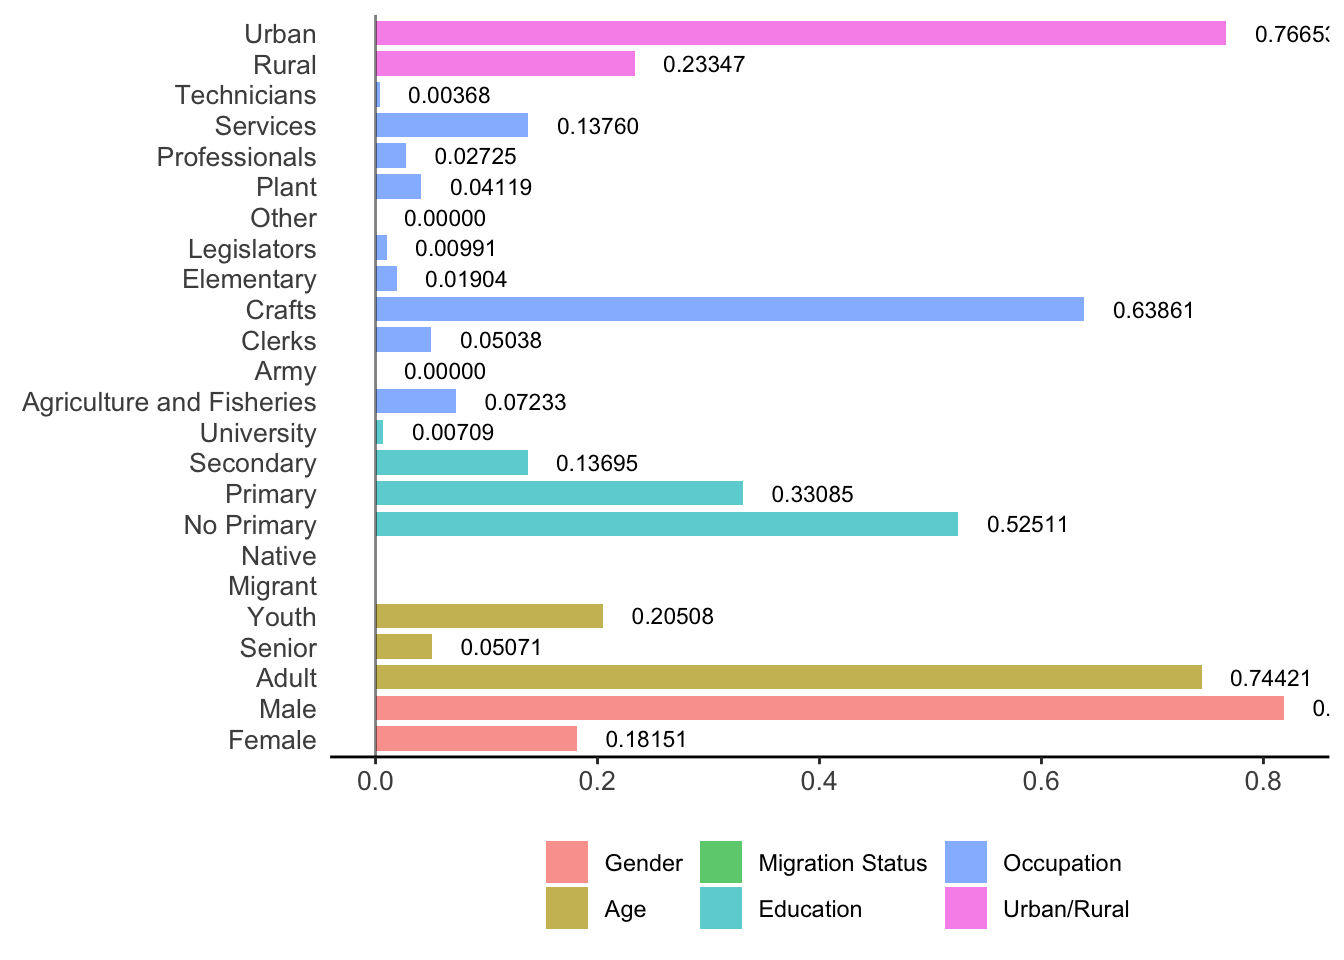 Urban 0.76653
Rural 0.23347
Technicians 0.00368
Services 0.13760
Professionals 0.02725
Plant 0.04119
Other 0.00000
Legislators 0.00991
Elementary 0.01904
Crafts 0.63861
Clerks 0.05038
Army 0.00000
Agriculture and Fisheries 0.07233
University 0.00709
Secondary 0.13695
Primary 0.33085
No Primary 0.52511
Native
Migrant
Youth 0.20508
Senior 0.05071
Adult 0.74421
Male 0.
Female 0.18151
0.0 0.2 0.4 0.6 0.8
Gender Migration Status Occupation
Age Education Urban/Rural